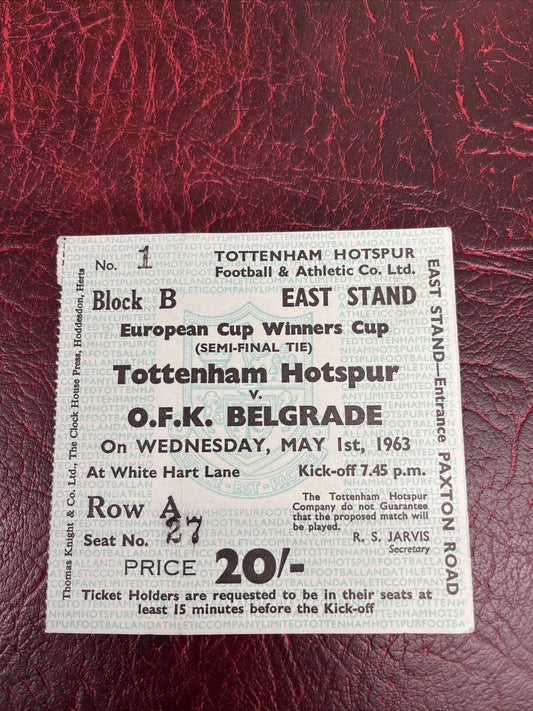 No. 1
TOTTENHAM HOTSPUR
Football & Athletic Co. Ltd.
Block B EAST STAND
European Cup Winners Cup
(SEMI-FINAL TIE)
Tottenham Hotspur
v.
O.F.K. BELGRADE
On WEDNESDAY, MAY 1st, 1963
At White Hart Lane Kick-off 7.45 p.m.
Row A
Seat No. 27
The Tottenham Hotspur
Company do not Guarantee
that the proposed match will
be played.
R. S. JARVIS
Secretary
PRICE 20/-
Ticket Holders are requested to be in their seats at
least 15 minutes before the Kick-off
EAST STAND—Entrance PAXTON ROAD
Thomas Knight & Co. Ltd., The Clock House Press, Hoddesdon, Herts